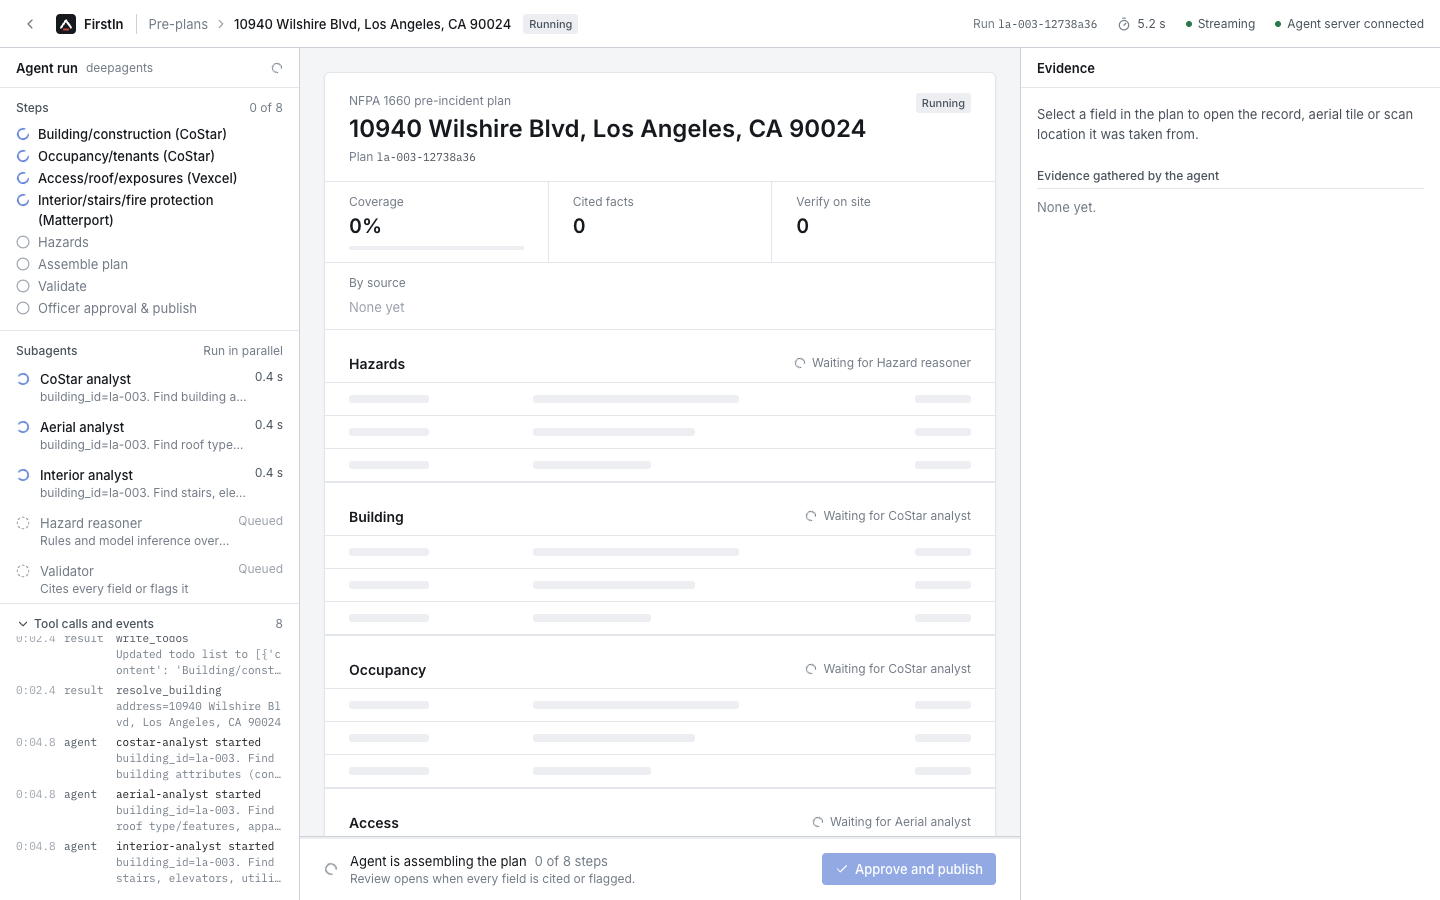 FirstIn
Pre-plans
10940 Wilshire Blvd, Los Angeles, CA 90024
Running
Run la-003-12738a36
5.2 s
Streaming
Agent server connected
Agent run deepagents
Steps 0 of 8
Building/construction (CoStar)
Occupancy/tenants (CoStar)
Access/roof/exposures (Vexcel)
Interior/stairs/fire protection
(Matterport)
Hazards
Assemble plan
Validate
Officer approval & publish
Subagents Run in parallel
CoStar analyst 0.4 s
building_id=la-003. Find building a…
Aerial analyst 0.4 s
building_id=la-003. Find roof type…
Interior analyst 0.4 s
building_id=la-003. Find stairs, ele…
Hazard reasoner Queued
Rules and model inference over…
Validator Queued
Cites every field or flags it
Tool calls and events 8
0:02.4 result write_todos
Updated todo list to [{'c
ontent': 'Building/const…
0:02.4 result resolve_building
address=10940 Wilshire Bl
vd, Los Angeles, CA 90024
0:04.8 agent costar-analyst started
building_id=la-003. Find
building attributes (con…
0:04.8 agent aerial-analyst started
building_id=la-003. Find
roof type/features, appa…
0:04.8 agent interior-analyst started
building_id=la-003. Find
stairs, elevators, utili…
NFPA 1660 pre-incident plan
Running
10940 Wilshire Blvd, Los Angeles, CA 90024
Plan la-003-12738a36
Coverage
0%
Cited facts
0
Verify on site
0
By source
None yet
Hazards Waiting for Hazard reasoner
Building Waiting for CoStar analyst
Occupancy Waiting for CoStar analyst
Access Waiting for Aerial analyst
Agent is assembling the plan 0 of 8 steps
Review opens when every field is cited or flagged.
Approve and publish
Evidence
Select a field in the plan to open the record, aerial tile or scan
location it was taken from.
Evidence gathered by the agent
None yet.